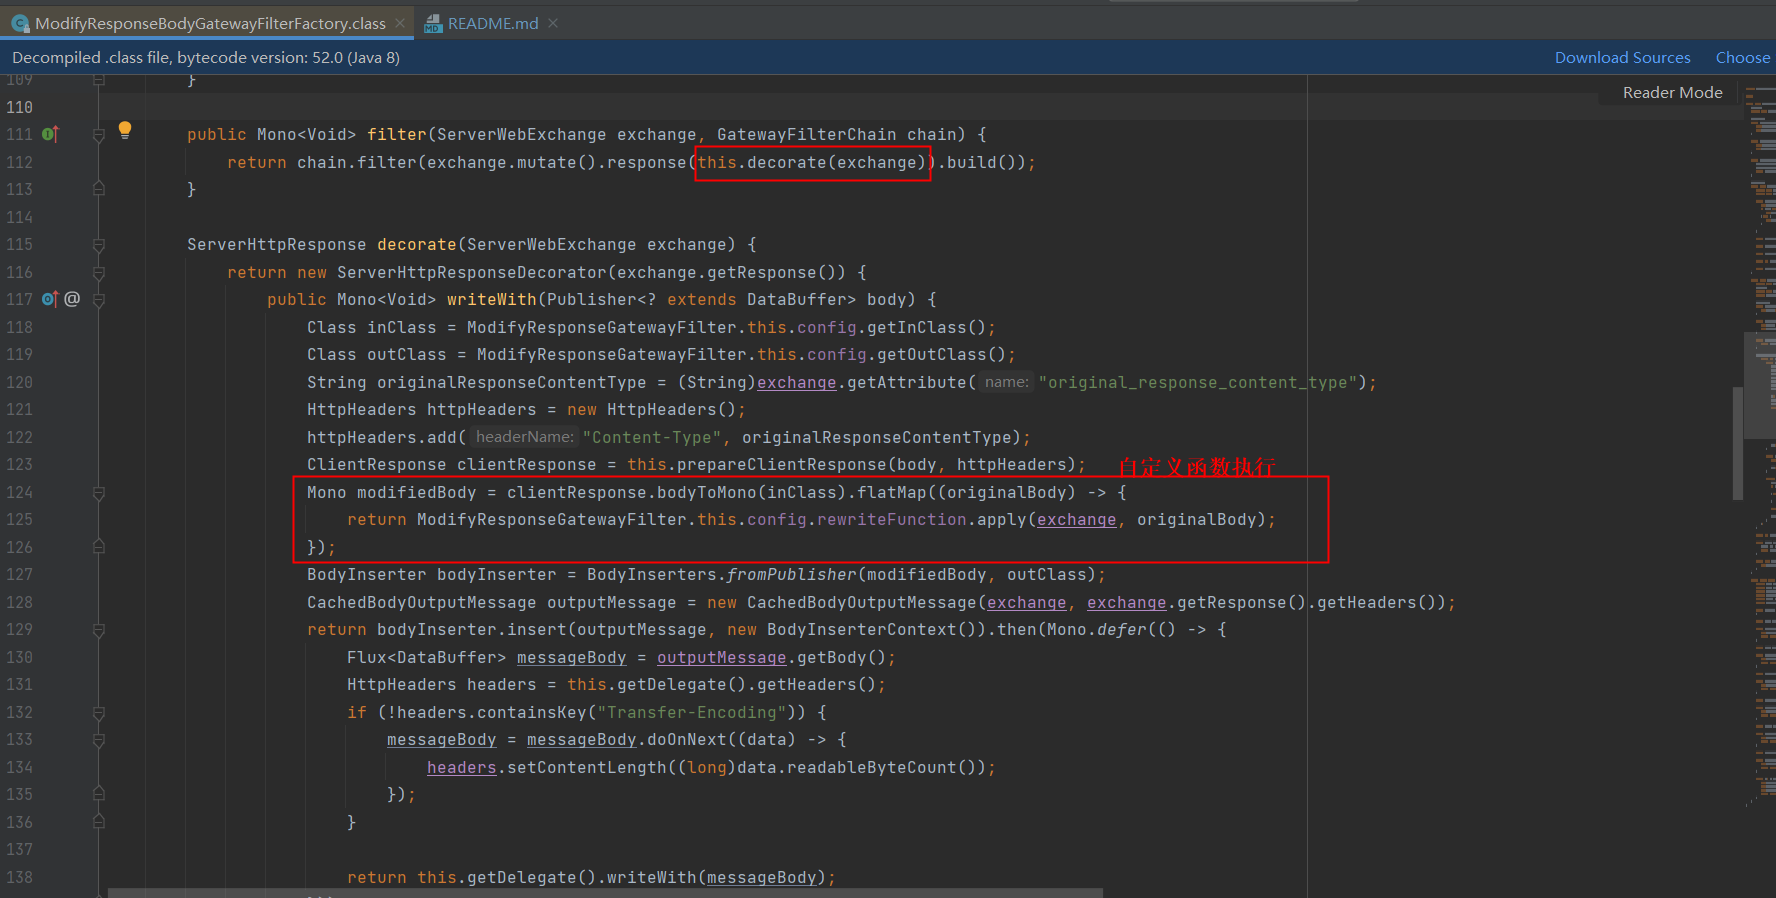 ModifyResponseBodyGatewayFilterFactory.class
README.md
Decompiled .class file, bytecode version: 52.0 (Java 8)
Download Sources
Choose
Reader Mode
109 }
110
111 public Mono<Void> filter(ServerWebExchange exchange, GatewayFilterChain chain) {
112 return chain.filter(exchange.mutate().response(this.decorate(exchange)).build());
113 }
114
115 ServerHttpResponse decorate(ServerWebExchange exchange) {
116 return new ServerHttpResponseDecorator(exchange.getResponse()) {
117 @ public Mono<Void> writeWith(Publisher<? extends DataBuffer> body) {
118 Class inClass = ModifyResponseGatewayFilter.this.config.getInClass();
119 Class outClass = ModifyResponseGatewayFilter.this.config.getOutClass();
120 String originalResponseContentType = (String)exchange.getAttribute( name: "original_response_content_type");
121 HttpHeaders httpHeaders = new HttpHeaders();
122 httpHeaders.add( headerName: "Content-Type", originalResponseContentType);
123 ClientResponse clientResponse = this.prepareClientResponse(body, httpHeaders);
自定义函数执行
124 Mono modifiedBody = clientResponse.bodyToMono(inClass).flatMap((originalBody) -> {
125 return ModifyResponseGatewayFilter.this.config.rewriteFunction.apply(exchange, originalBody);
126 });
127 BodyInserter bodyInserter = BodyInserters.fromPublisher(modifiedBody, outClass);
128 CachedBodyOutputMessage outputMessage = new CachedBodyOutputMessage(exchange, exchange.getResponse().getHeaders());
129 return bodyInserter.insert(outputMessage, new BodyInserterContext()).then(Mono.defer(() -> {
130 Flux<DataBuffer> messageBody = outputMessage.getBody();
131 HttpHeaders headers = this.getDelegate().getHeaders();
132 if (!headers.containsKey("Transfer-Encoding")) {
133 messageBody = messageBody.doOnNext((data) -> {
134 headers.setContentLength((long)data.readableByteCount());
135 });
136 }
137
138 return this.getDelegate().writeWith(messageBody);